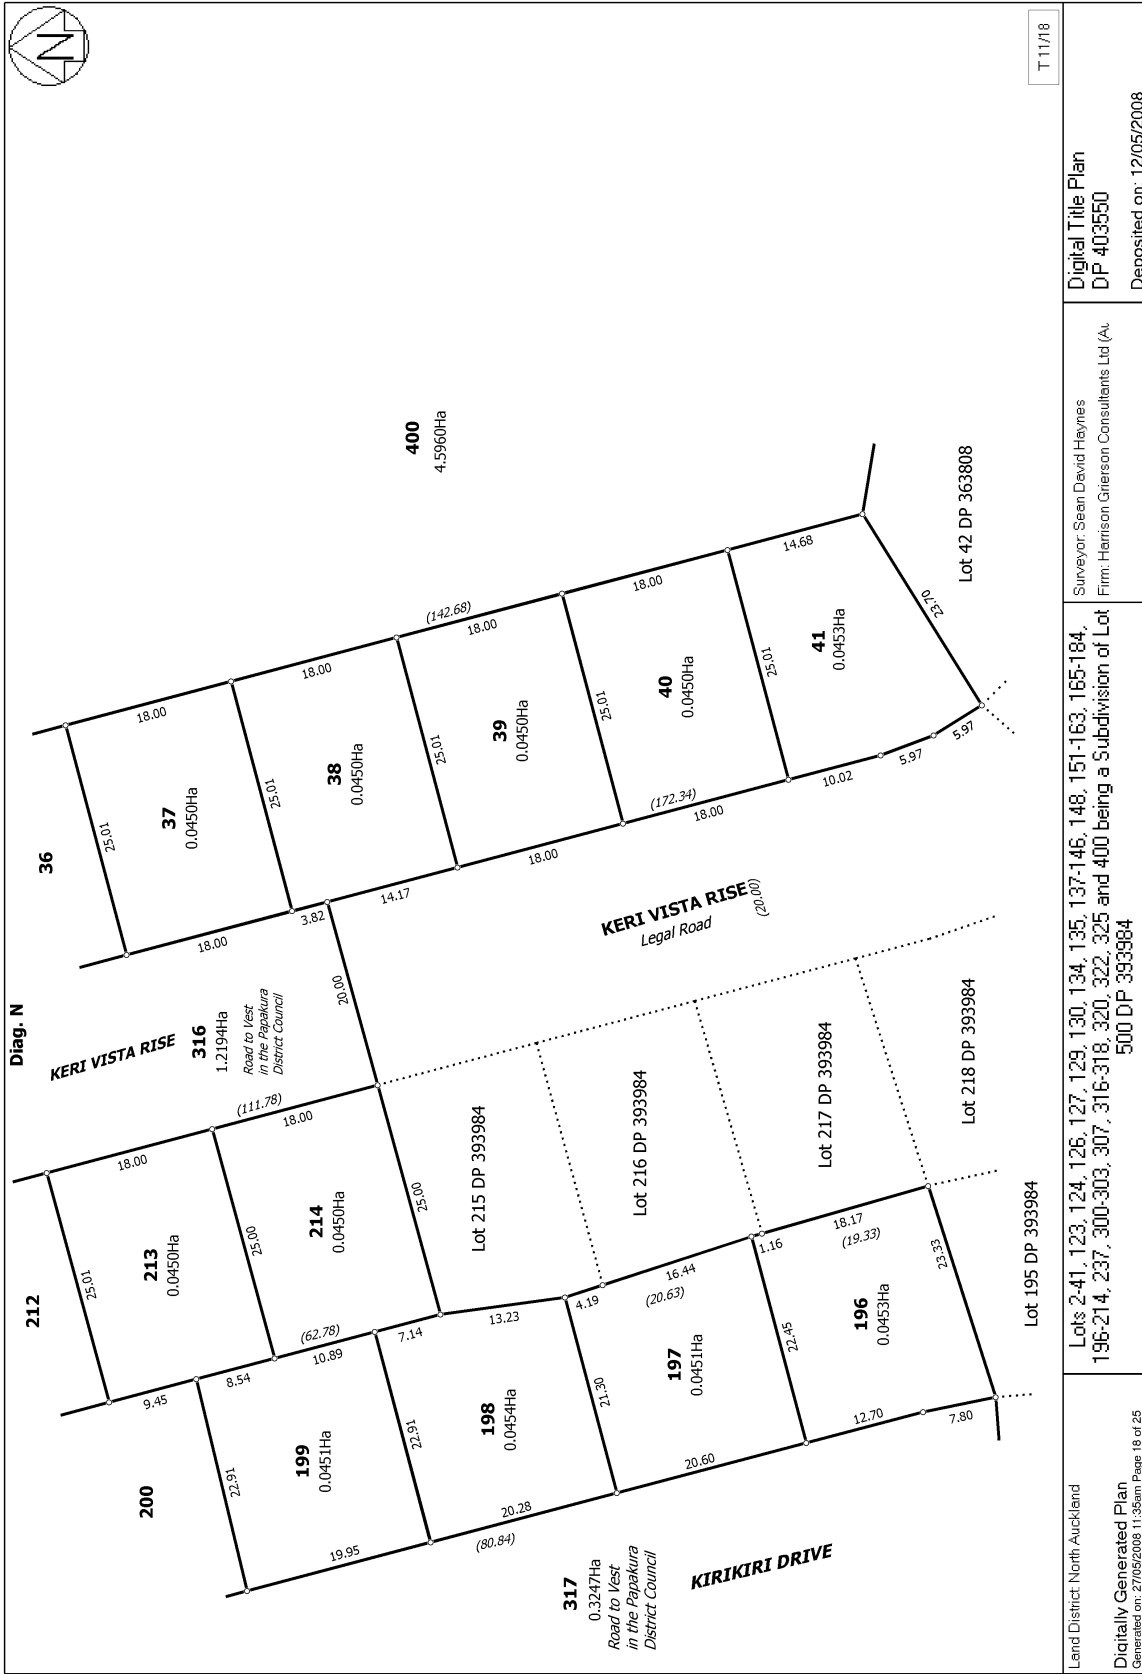 Diag. N
N
212
36
25.01
213
0.0450Ha
18.00
KERI VISTA RISE
316
1.2194Ha
Road to Vest
in the Papakura
District Council
25.01
37
0.0450Ha
18.00
18.00
200
9.45
8.54
25.00
(111.78)
18.00
214
0.0450Ha
3.82
25.01
22.91
199
0.0451Ha
(62.78)
10.89
20.00
14.17
38
0.0450Ha
18.00
19.95
22.91
7.14
25.00
25.01
400
4.5960Ha
198
0.0454Ha
13.23
Lot 215 DP 393984
39
0.0450Ha
(142.68)
18.00
20.28
(80.84)
18.00
21.30
4.19
25.01
317
0.3247Ha
Road to Vest
in the Papakura
District Council
197
0.0451Ha
16.44
(20.63)
Lot 216 DP 393984
KERI VISTA RISE
Legal Road
(20.00)
(172.34)
18.00
40
0.0450Ha
18.00
20.60
22.45
1.16
25.01
KIRIKIRI DRIVE
196
0.0453Ha
18.17
(19.33)
Lot 217 DP 393984
10.02
41
0.0453Ha
14.68
12.70
5.97
5.97
23.70
7.80
23.33
Lot 218 DP 393984
Lot 42 DP 363808
Lot 195 DP 393984
T 11/18
Land District: North Auckland
Digitally Generated Plan
Generated on: 27/05/2008 11:35am Page 18 of 25
Lots 2-41, 123, 124, 126, 127, 129, 130, 134, 135, 137-146, 148, 151-163, 165-184,
196-214, 237, 300-303, 307, 316-318, 320, 322, 325 and 400 being a Subdivision of Lot
500 DP 393984
Surveyor: Sean David Haynes
Firm: Harrison Grierson Consultants Ltd (Au
Digital Title Plan
DP 403550
Deposited on: 12/05/2008